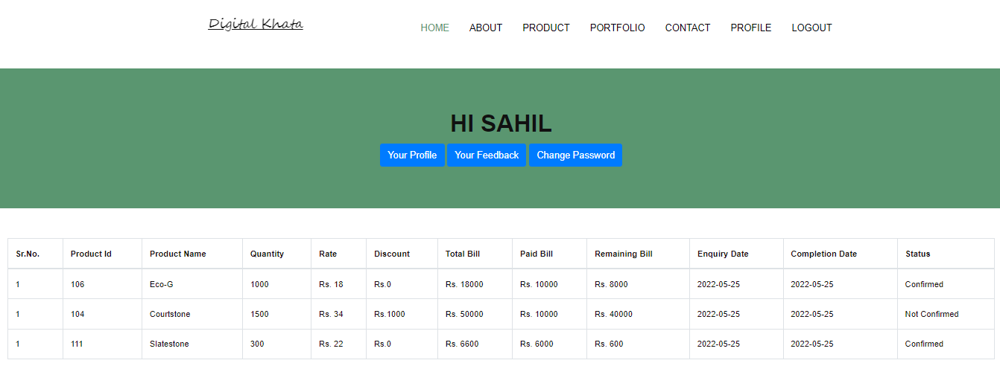 Digital Khata
HOME ABOUT PRODUCT PORTFOLIO CONTACT PROFILE LOGOUT
HI SAHIL
Your Profile Your Feedback Change Password
Sr.No. Product Id Product Name Quantity Rate Discount Total Bill Paid Bill Remaining Bill Enquiry Date Completion Date Status
1 106 Eco-G 1000 Rs. 18 Rs.0 Rs. 18000 Rs. 10000 Rs. 8000 2022-05-25 2022-05-25 Confirmed
1 104 Courtstone 1500 Rs. 34 Rs.1000 Rs. 50000 Rs. 10000 Rs. 40000 2022-05-25 2022-05-25 Not Confirmed
1 111 Slatestone 300 Rs. 22 Rs.0 Rs. 6600 Rs. 6000 Rs. 600 2022-05-25 2022-05-25 Confirmed